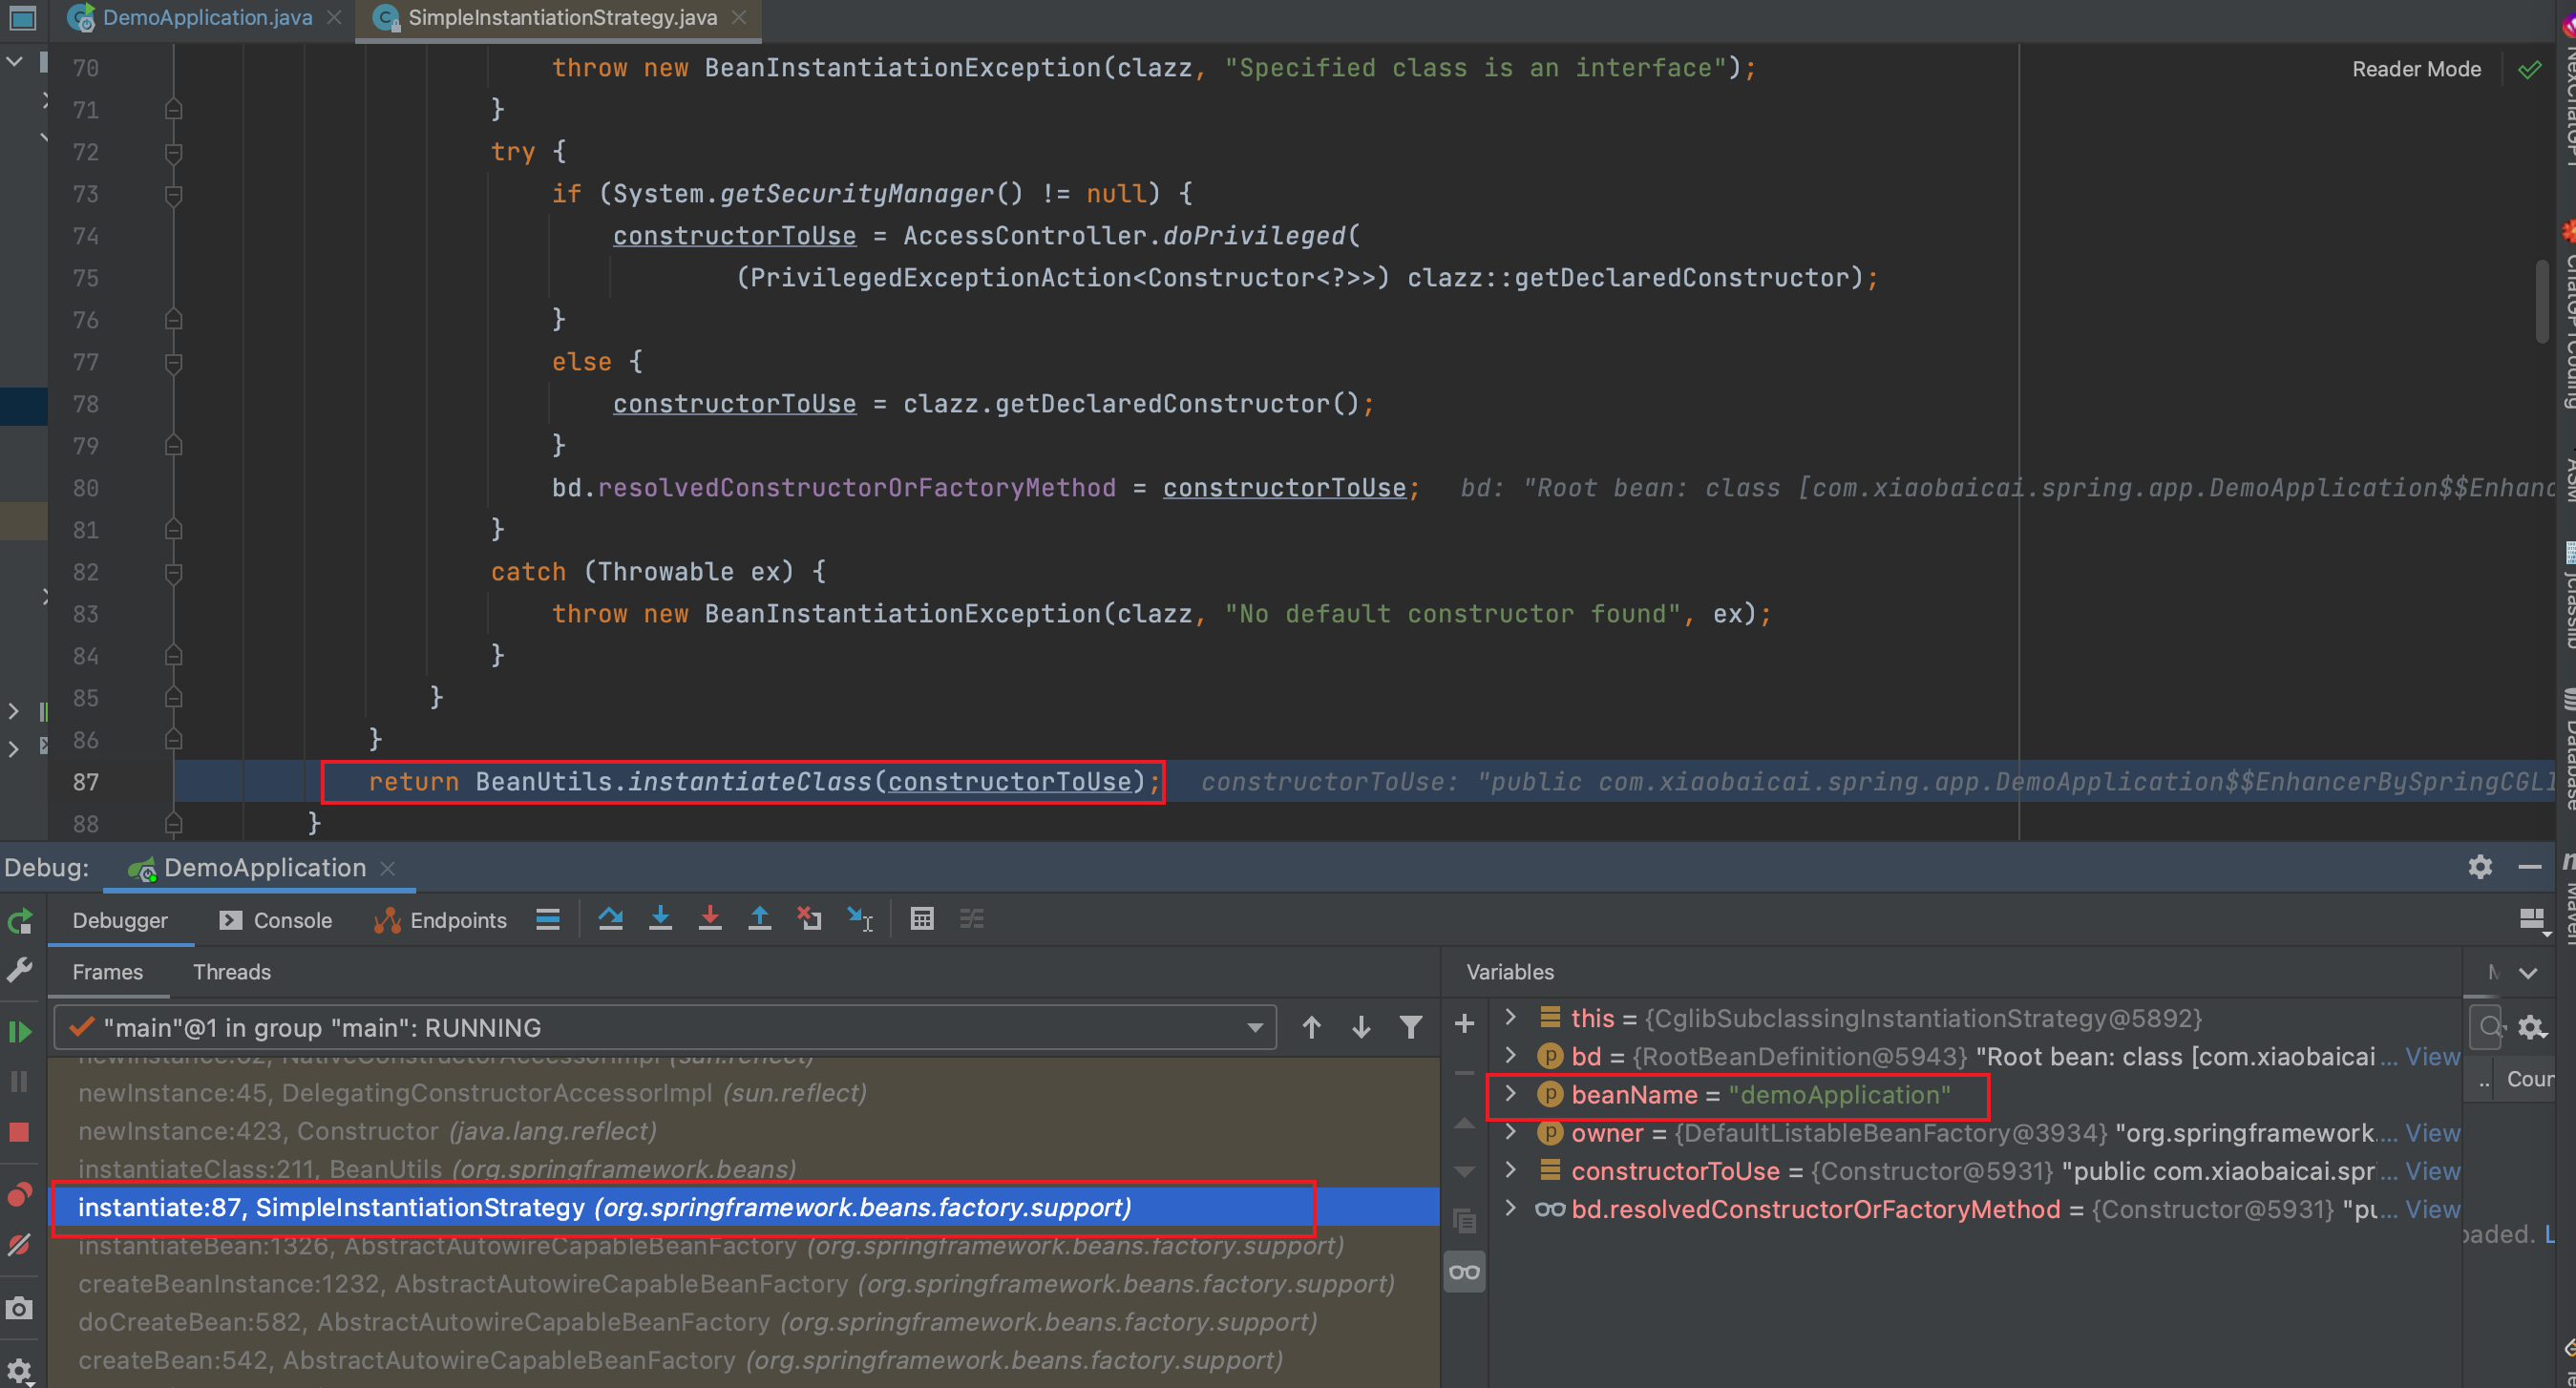 DemoApplication.java
SimpleInstantiationStrategy.java
Reader Mode
70 throw new BeanInstantiationException(clazz, "Specified class is an interface");
71 }
72 try {
73 if (System.getSecurityManager() != null) {
74 constructorToUse = AccessController.doPrivileged(
75 (PrivilegedExceptionAction<Constructor<?>>) clazz::getDeclaredConstructor);
76 }
77 else {
78 constructorToUse = clazz.getDeclaredConstructor();
79 }
80 bd.resolvedConstructorOrFactoryMethod = constructorToUse; bd: "Root bean: class [com.xiaobaicai.spring.app.DemoApplication$$Enhanc
81 }
82 catch (Throwable ex) {
83 throw new BeanInstantiationException(clazz, "No default constructor found", ex);
84 }
85 }
86 }
87 return BeanUtils.instantiateClass(constructorToUse); constructorToUse: "public com.xiaobaicai.spring.app.DemoApplication$$EnhancerBySpringCGLI
88 }
NexChatGPT
ChatGPTCoding
ASM
jclasslib
Database
Maven
Debug: DemoApplication
Debugger Console Endpoints
Frames Threads
"main"@1 in group "main": RUNNING
newInstance:62, NativeConstructorAccessorImpl (sun.reflect)
newInstance:45, DelegatingConstructorAccessorImpl (sun.reflect)
newInstance:423, Constructor (java.lang.reflect)
instantiateClass:211, BeanUtils (org.springframework.beans)
instantiate:87, SimpleInstantiationStrategy (org.springframework.beans.factory.support)
instantiateBean:1326, AbstractAutowireCapableBeanFactory (org.springframework.beans.factory.support)
createBeanInstance:1232, AbstractAutowireCapableBeanFactory (org.springframework.beans.factory.support)
doCreateBean:582, AbstractAutowireCapableBeanFactory (org.springframework.beans.factory.support)
createBean:542, AbstractAutowireCapableBeanFactory (org.springframework.beans.factory.support)
Variables
this = {CglibSubclassingInstantiationStrategy@5892}
bd = {RootBeanDefinition@5943} "Root bean: class [com.xiaobaicai... View
beanName = "demoApplication"
owner = {DefaultListableBeanFactory@3934} "org.springframework.... View
constructorToUse = {Constructor@5931} "public com.xiaobaicai.spr... View
bd.resolvedConstructorOrFactoryMethod = {Constructor@5931} "pu... View
.. Coun
oaded. L